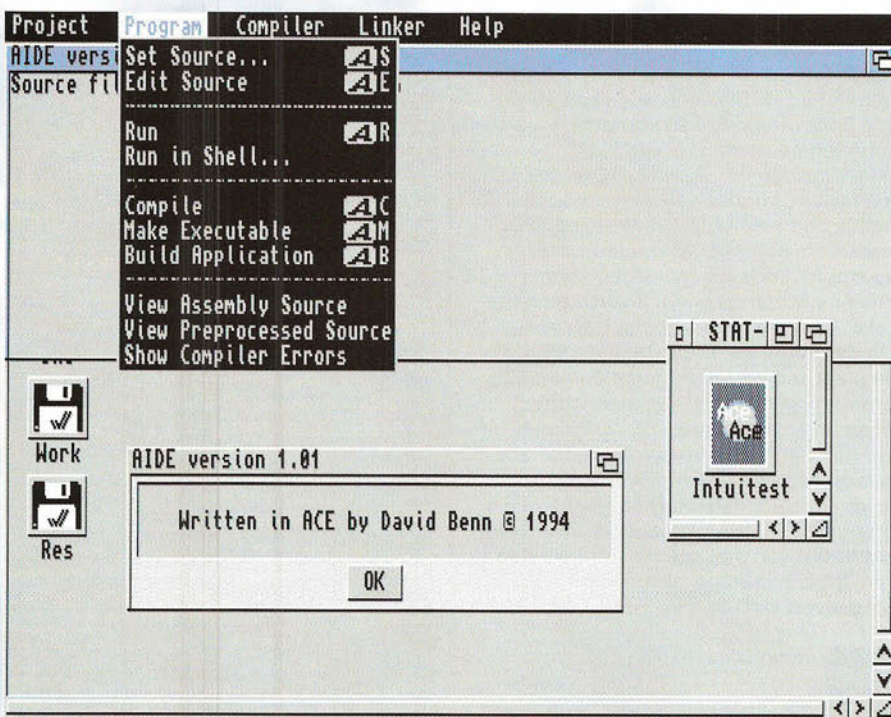 Project Program Compiler Linker Help
AIDE versi
Source fil
Set Source... A S
Edit Source A E
Run A R
Run in Shell...
Compile A C
Make Executable A M
Build Application A B
View Assembly Source
View Preprocessed Source
Show Compiler Errors
STAT-
Ace
Ace
Intuitest
Work
Res
AIDE version 1.01
Written in ACE by David Benn © 1994
OK